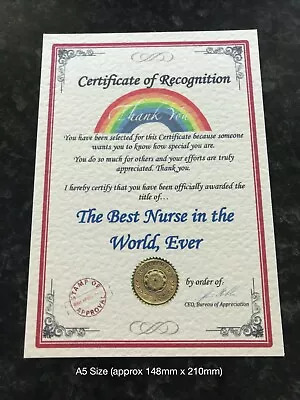 Certificate of Recognition
Thank You
You have been selected for this Certificate because someone
wants you to know how special you are.
You do so much for others and your efforts are truly
appreciated. Thank you.
I hereby certify that you have been officially awarded the
title of...
The Best Nurse in the
World, Ever
by order of:
STAMP OF
APPROVAL
CEO, Bureau of Appreciation
A5 Size (approx 148mm x 210mm)